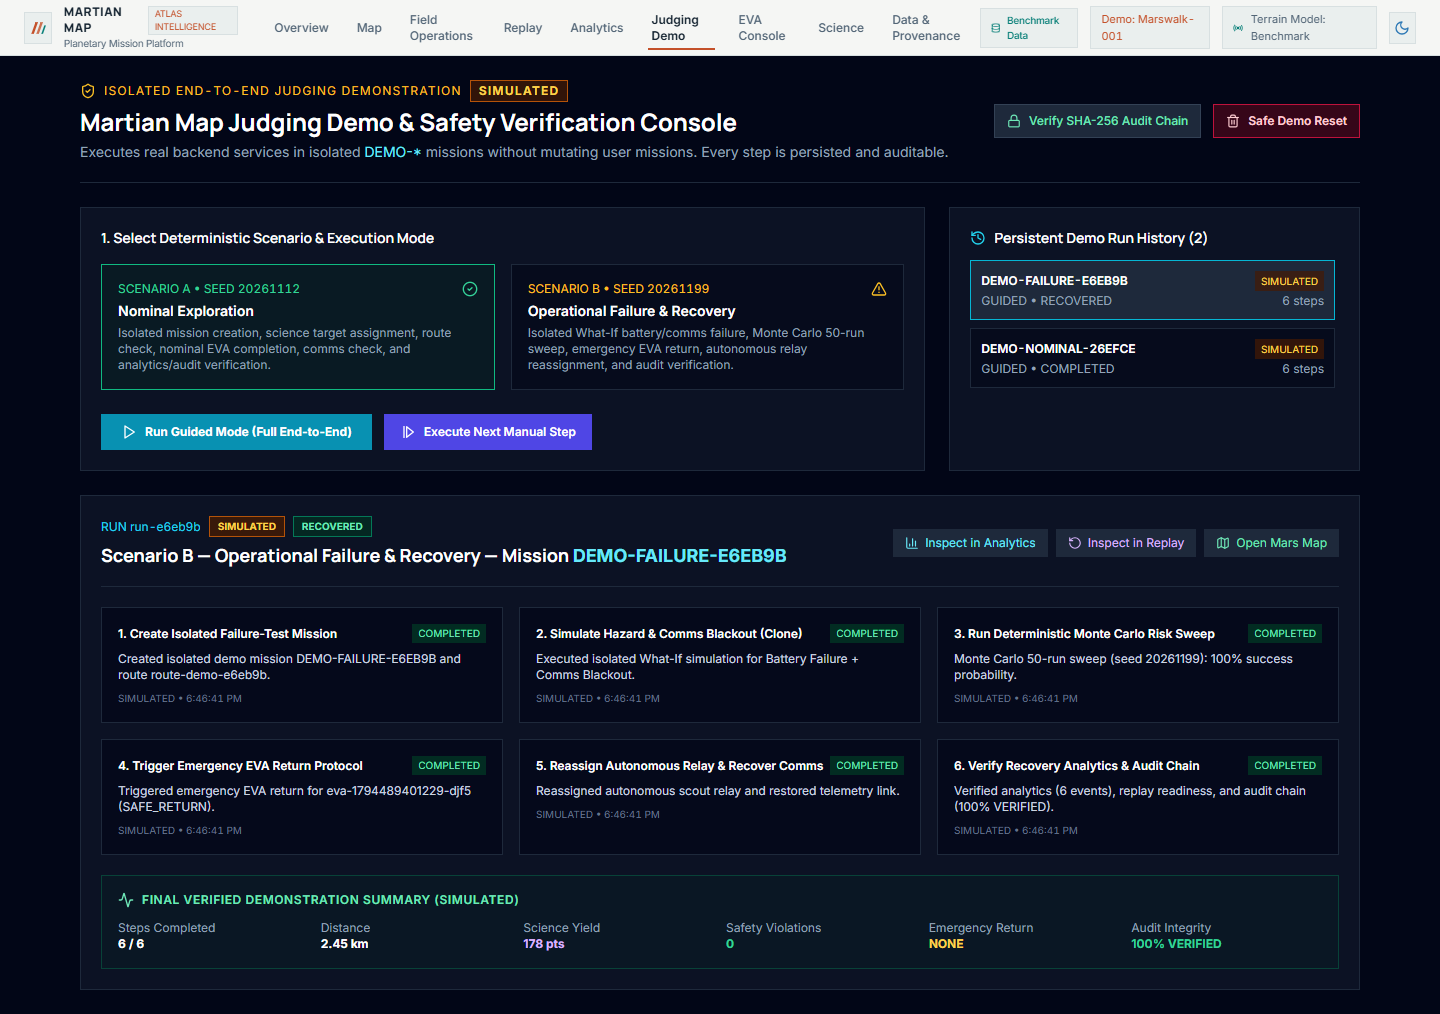 MARTIAN
MAP
ATLAS
INTELLIGENCE
Planetary Mission Platform
Overview
Map
Field
Operations
Replay
Analytics
Judging
Demo
EVA
Console
Science
Data &
Provenance
Benchmark
Data
Demo: Marswalk-
001
Terrain Model:
Benchmark
ISOLATED END-TO-END JUDGING DEMONSTRATION
SIMULATED
Martian Map Judging Demo & Safety Verification Console
Executes real backend services in isolated DEMO-* missions without mutating user missions. Every step is persisted and auditable.
Verify SHA-256 Audit Chain
Safe Demo Reset
1. Select Deterministic Scenario & Execution Mode
SCENARIO A • SEED 20261112
Nominal Exploration
Isolated mission creation, science target assignment, route
check, nominal EVA completion, comms check, and
analytics/audit verification.
SCENARIO B • SEED 20261199
Operational Failure & Recovery
Isolated What-If battery/comms failure, Monte Carlo 50-run
sweep, emergency EVA return, autonomous relay
reassignment, and audit verification.
Run Guided Mode (Full End-to-End)
Execute Next Manual Step
Persistent Demo Run History (2)
DEMO-FAILURE-E6EB9B
SIMULATED
GUIDED • RECOVERED
6 steps
DEMO-NOMINAL-26EFCE
SIMULATED
GUIDED • COMPLETED
6 steps
RUN run-e6eb9b
SIMULATED
RECOVERED
Scenario B — Operational Failure & Recovery — Mission DEMO-FAILURE-E6EB9B
Inspect in Analytics
Inspect in Replay
Open Mars Map
1. Create Isolated Failure-Test Mission
COMPLETED
Created isolated demo mission DEMO-FAILURE-E6EB9B and
route route-demo-e6eb9b.
SIMULATED • 6:46:41 PM
2. Simulate Hazard & Comms Blackout (Clone)
COMPLETED
Executed isolated What-If simulation for Battery Failure +
Comms Blackout.
SIMULATED • 6:46:41 PM
3. Run Deterministic Monte Carlo Risk Sweep
COMPLETED
Monte Carlo 50-run sweep (seed 20261199): 100% success
probability.
SIMULATED • 6:46:41 PM
4. Trigger Emergency EVA Return Protocol
COMPLETED
Triggered emergency EVA return for eva-1794489401229-djf5
(SAFE_RETURN).
SIMULATED • 6:46:41 PM
5. Reassign Autonomous Relay & Recover Comms
COMPLETED
Reassigned autonomous scout relay and restored telemetry link.
SIMULATED • 6:46:41 PM
6. Verify Recovery Analytics & Audit Chain
COMPLETED
Verified analytics (6 events), replay readiness, and audit chain
(100% VERIFIED).
SIMULATED • 6:46:41 PM
FINAL VERIFIED DEMONSTRATION SUMMARY (SIMULATED)
Steps Completed
6 / 6
Distance
2.45 km
Science Yield
178 pts
Safety Violations
0
Emergency Return
NONE
Audit Integrity
100% VERIFIED